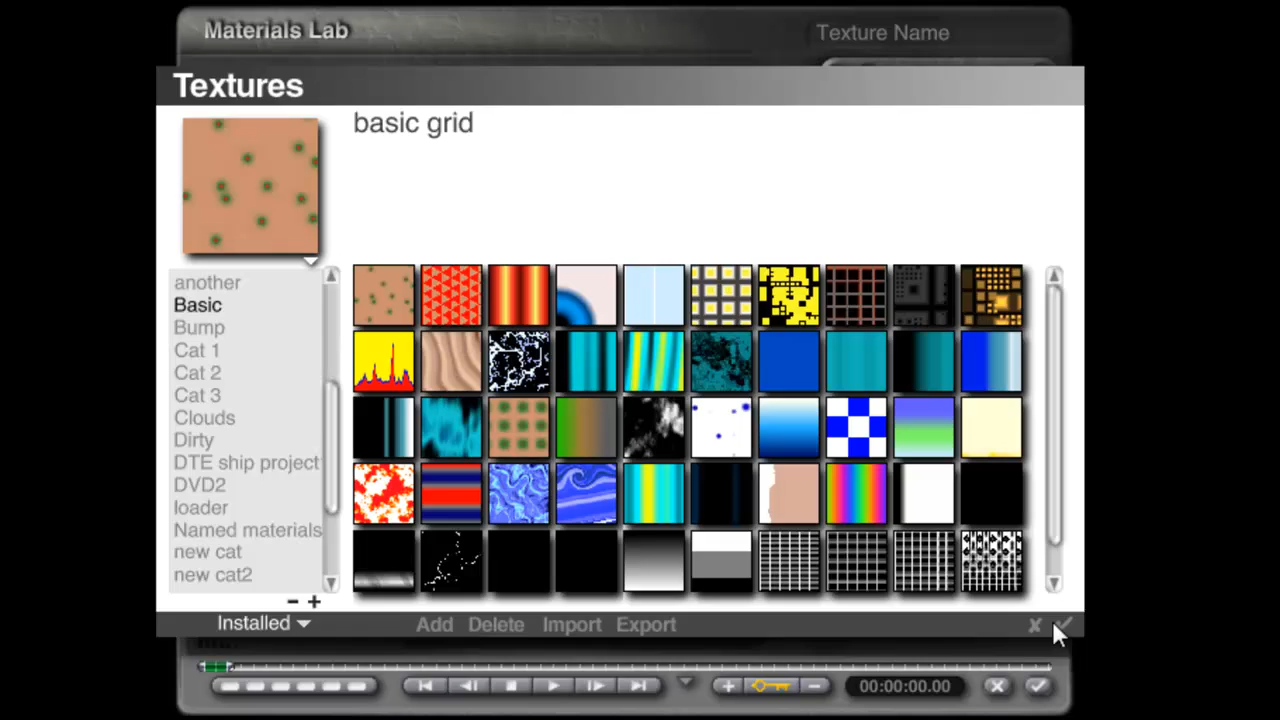 Materials Lab
Texture Name
Textures
basic grid
another
Basic
Bump
Cat 1
Cat 2
Cat 3
Clouds
Dirty
DTE ship project
DVD2
loader
Named materials
new cat
new cat2
Installed
Add Delete Import Export
00:00:00.00